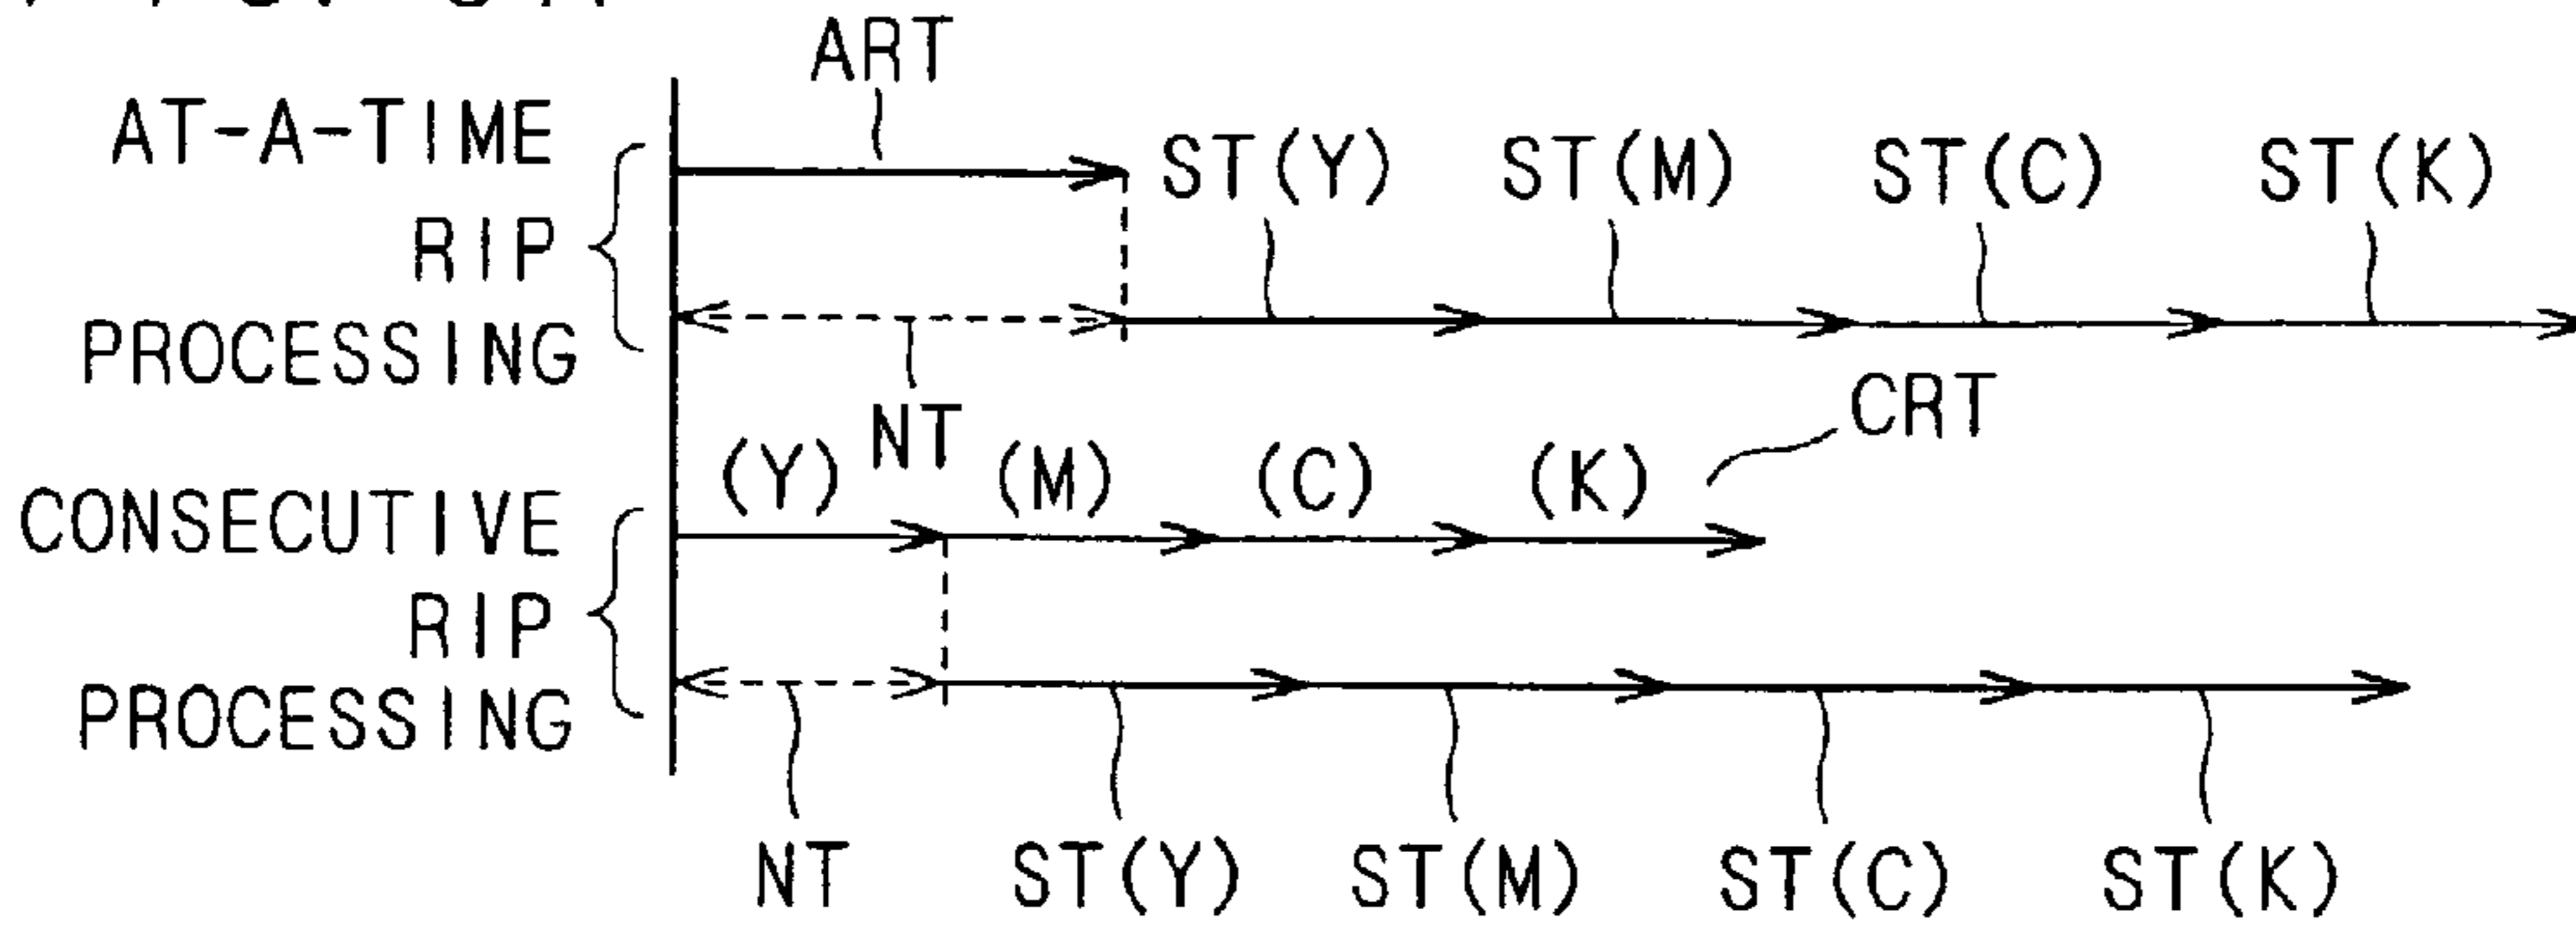 ART
AT-A-TIME
RIP
PROCESSING
ST(Y) ST(M) ST(C) ST(K)
NT
CRT
(Y) (M) (C) (K)
CONSECUTIVE
RIP
PROCESSING
NT ST(Y) ST(M) ST(C) ST(K)